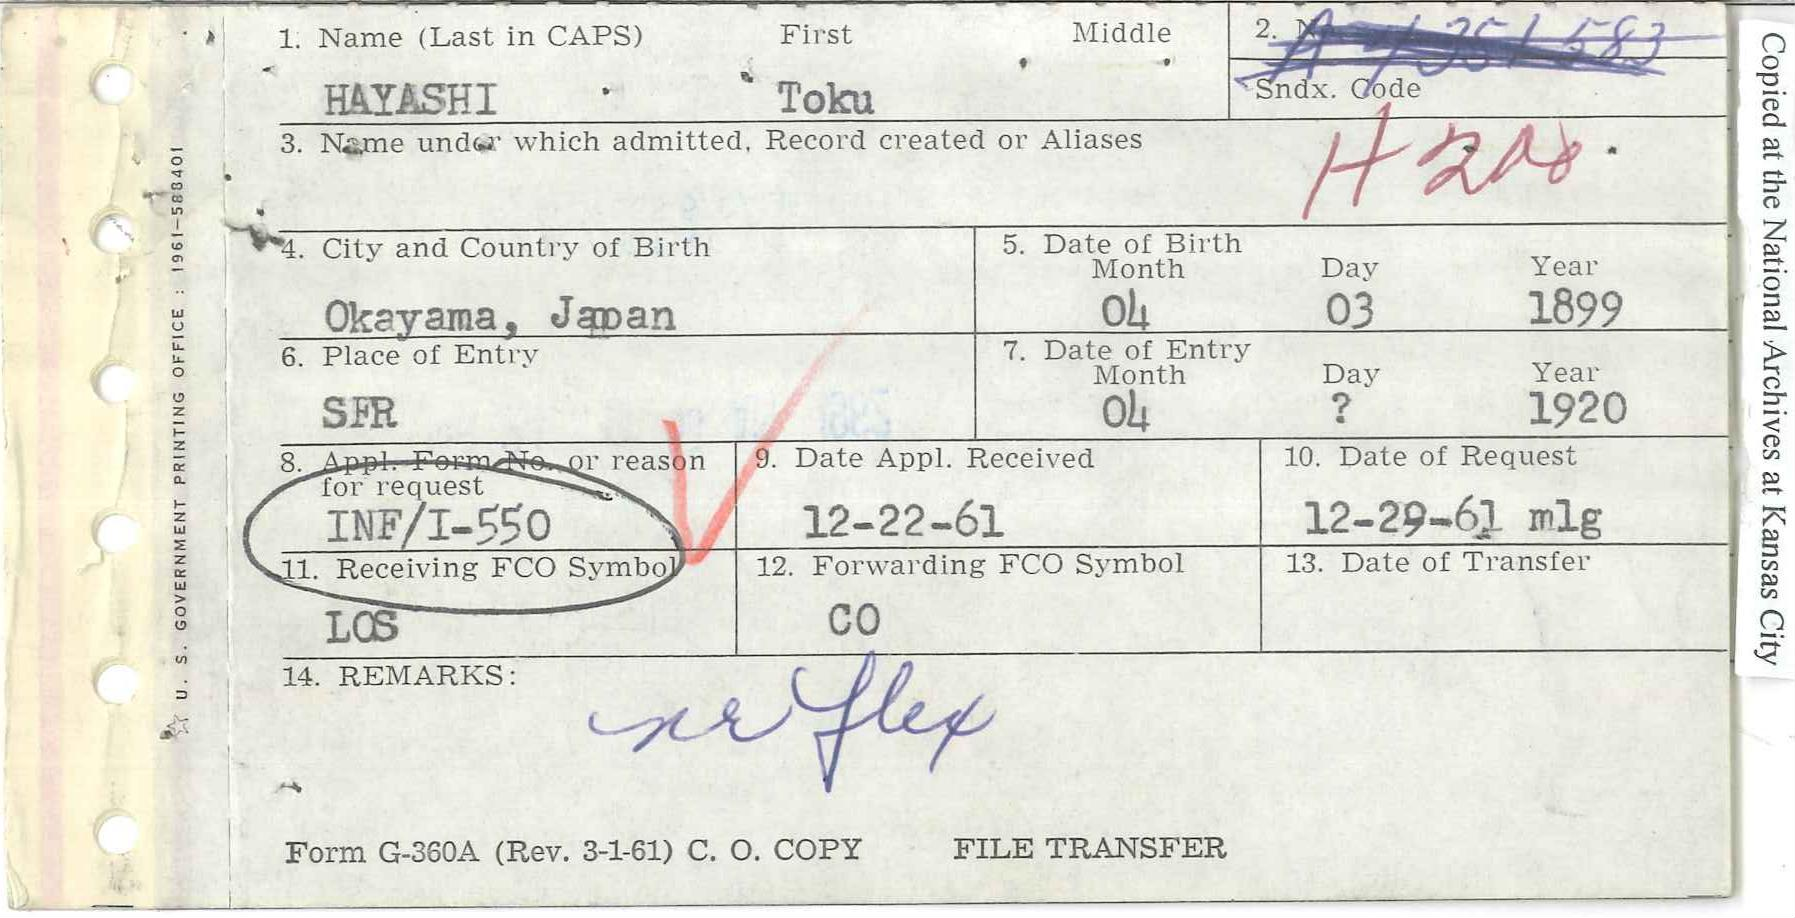 1. Name (Last in CAPS) First Middle
HAYASHI Toku
2. N
Sndx. Code
H 200
3. Name under which admitted, Record created or Aliases
4. City and Country of Birth
Okayama, Japan
5. Date of Birth
Month Day Year
04 03 1899
6. Place of Entry
SFR
7. Date of Entry
Month Day Year
04 ? 1920
8. Appl. Form No. or reason
for request
INF/I-550
9. Date Appl. Received
12-22-61
10. Date of Request
12-29-61 mlg
11. Receiving FCO Symbol
LOS
12. Forwarding FCO Symbol
CO
13. Date of Transfer
14. REMARKS:
nr flex
Form G-360A (Rev. 3-1-61) C. O. COPY FILE TRANSFER
☆ U. S. GOVERNMENT PRINTING OFFICE : 1961-588401
Copied at the National Archives at Kansas City